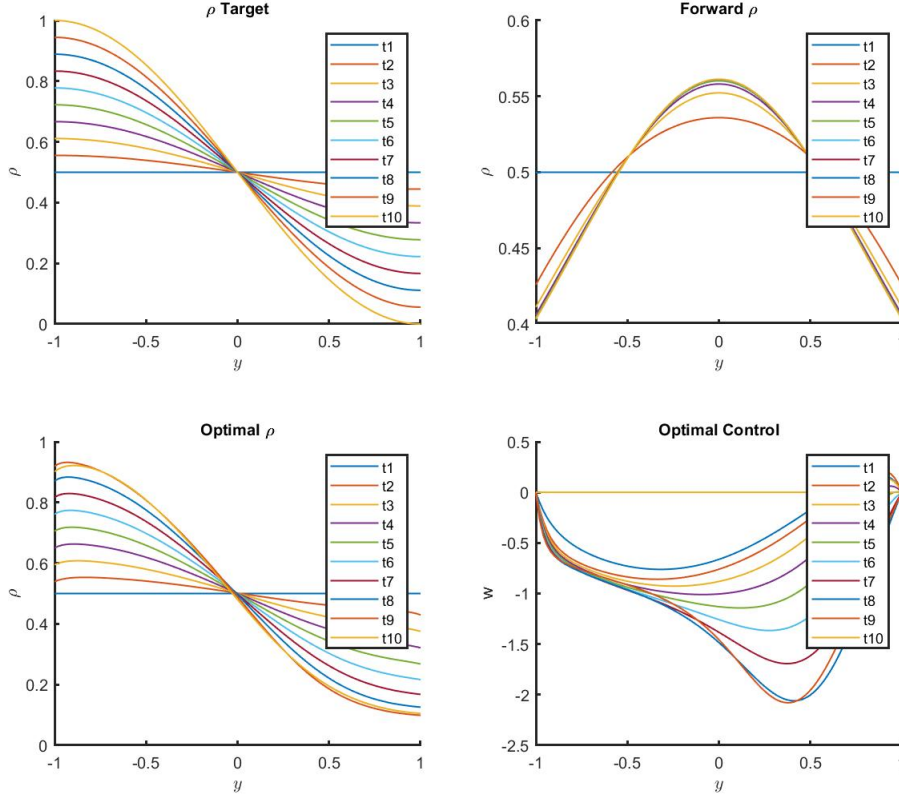 ρ Target
1
0.8
0.6
ρ
0.4
0.2
0
-1
-0.5
0
0.5
1
y
t1
t2
t3
t4
t5
t6
t7
t8
t9
t10
Forward ρ
0.6
0.55
0.5
ρ
0.45
0.4
-1
-0.5
0
0.5
1
y
t1
t2
t3
t4
t5
t6
t7
t8
t9
t10
Optimal ρ
1
0.8
0.6
ρ
0.4
0.2
0
-1
-0.5
0
0.5
1
y
t1
t2
t3
t4
t5
t6
t7
t8
t9
t10
Optimal Control
0.5
0
-0.5
w
-1
-1.5
-2
-2.5
-1
-0.5
0
0.5
1
y
t1
t2
t3
t4
t5
t6
t7
t8
t9
t10